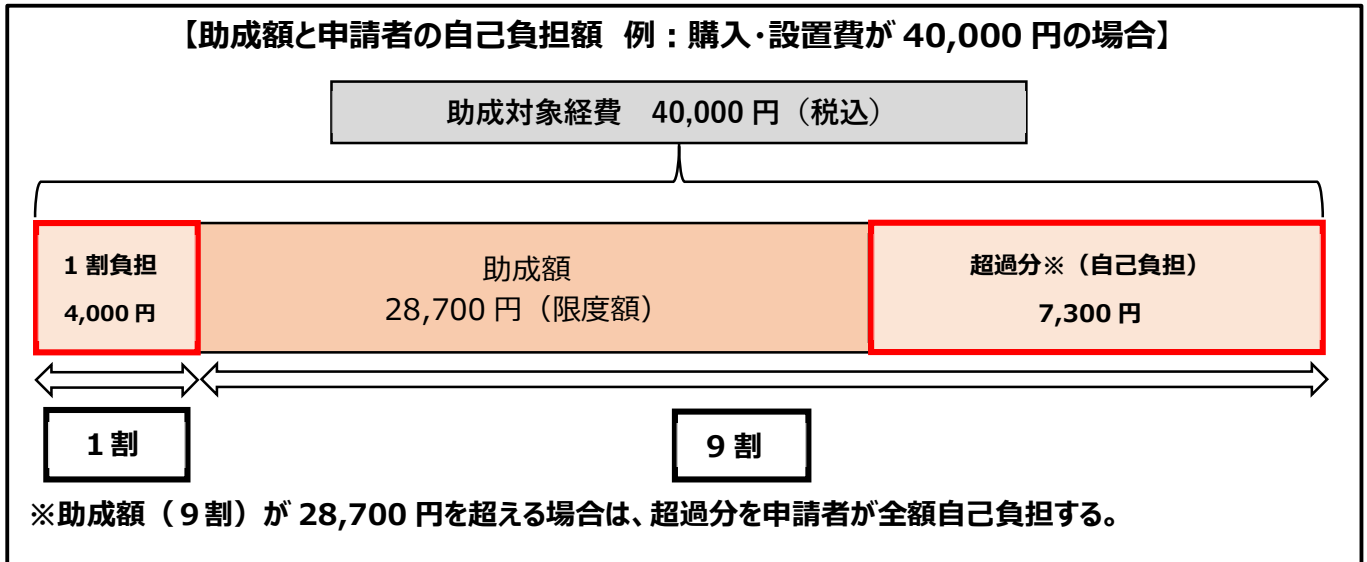 【助成額と申請者の自己負担額 例：購入・設置費が 40,000 円の場合】
助成対象経費 40,000 円（税込）
1 割負担
4,000 円
助成額
28,700 円（限度額）
超過分※（自己負担）
7,300 円
1 割
9 割
※助成額（９割）が 28,700 円を超える場合は、超過分を申請者が全額自己負担する。